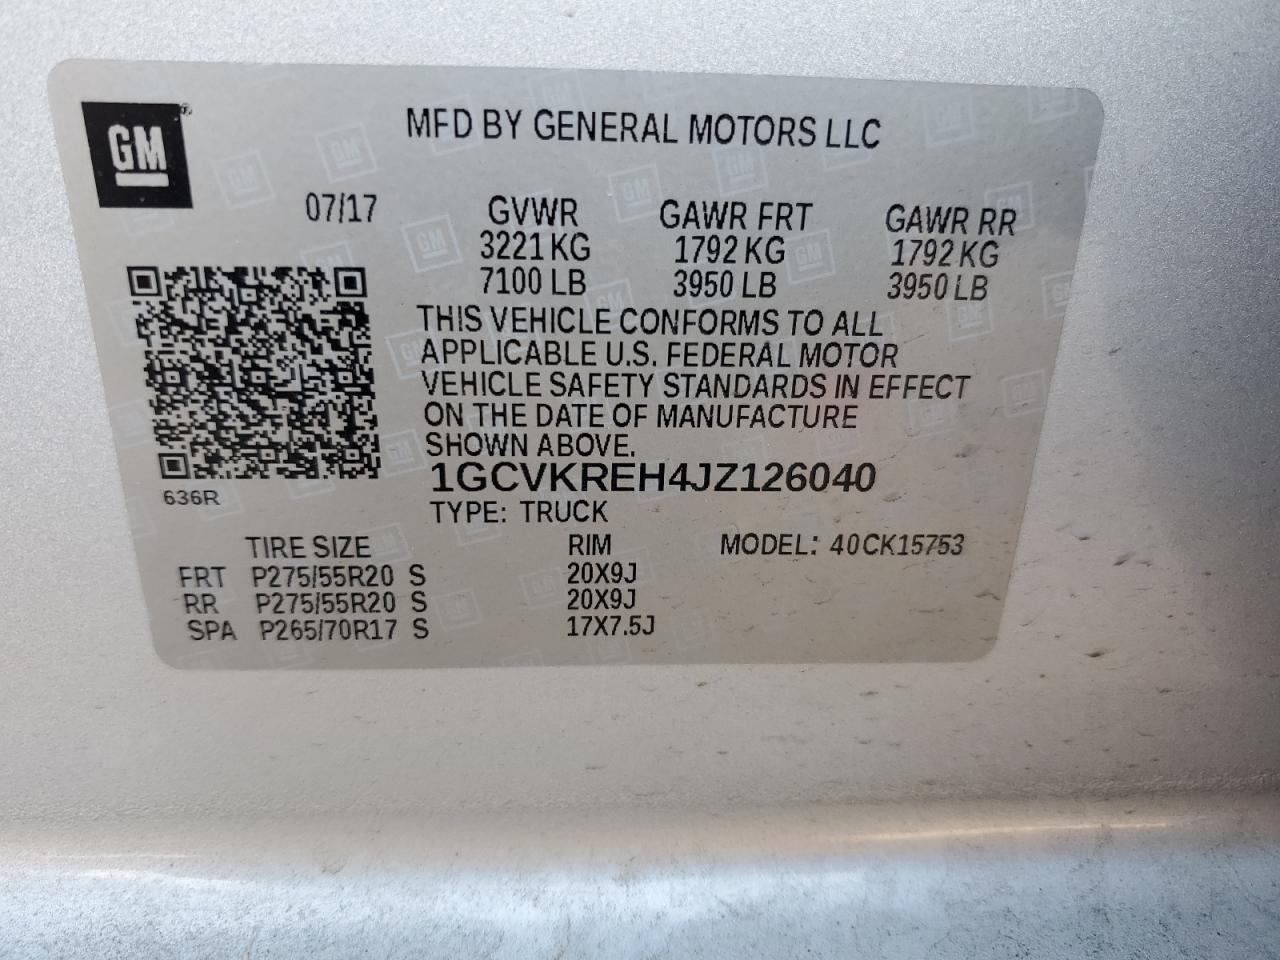 GM ®
MFD BY GENERAL MOTORS LLC
07/17 GVWR GAWR FRT GAWR RR
3221 KG 1792 KG 1792 KG
7100 LB 3950 LB 3950 LB
THIS VEHICLE CONFORMS TO ALL
APPLICABLE U.S. FEDERAL MOTOR
VEHICLE SAFETY STANDARDS IN EFFECT
ON THE DATE OF MANUFACTURE
SHOWN ABOVE.
1GCVKREH4JZ126040
636R
TYPE: TRUCK
TIRE SIZE RIM MODEL: 40CK15753
FRT P275/55R20 S 20X9J
RR P275/55R20 S 20X9J
SPA P265/70R17 S 17X7.5J